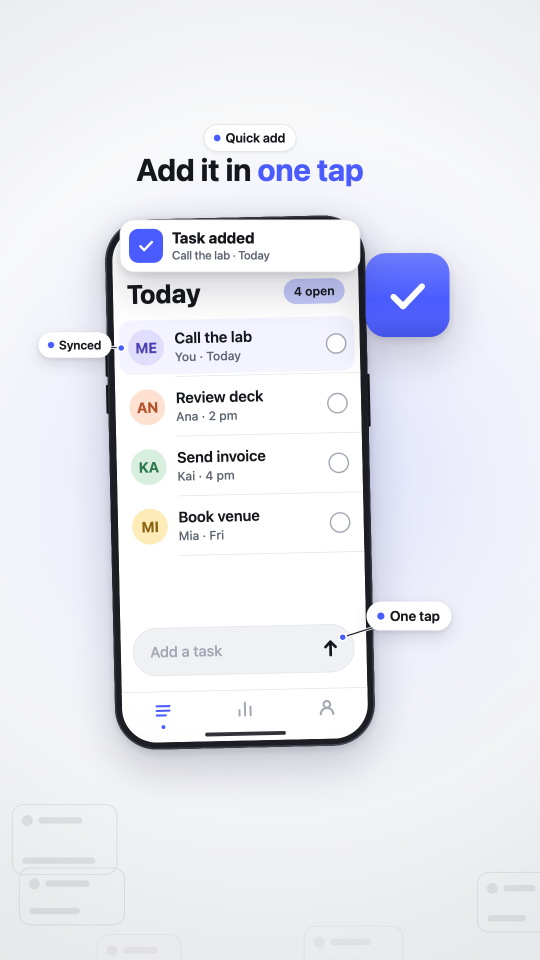 Quick add
Add it in one tap
Task added
Call the lab · Today
Today
4 open
Synced
ME
Call the lab
You · Today
AN
Review deck
Ana · 2 pm
KA
Send invoice
Kai · 4 pm
MI
Book venue
Mia · Fri
One tap
Add a task